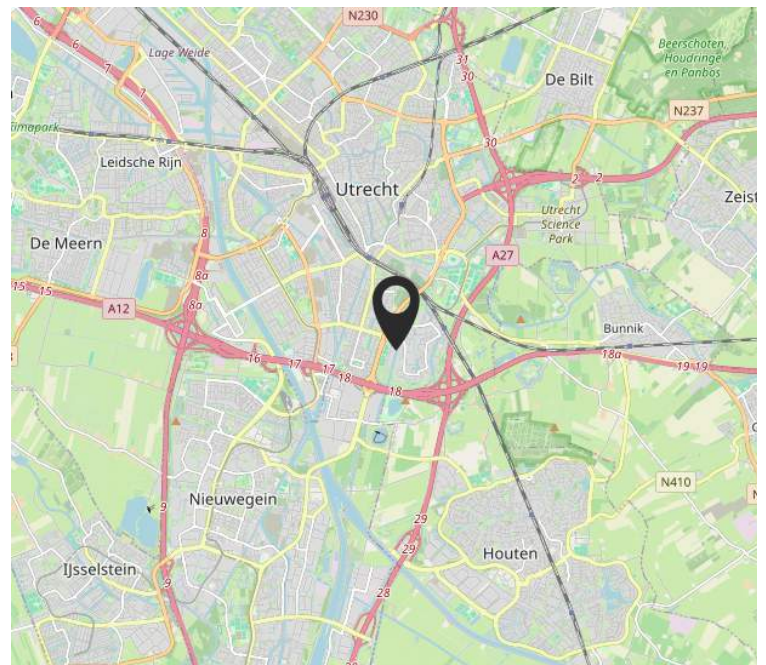 N230
6
6
Lage Weide
7
7
31
30
De Bilt
Beerschoten,
Houdringe
en Panbos
N237
30
Leidsche Rijn
Utrecht
2
2
Zeist
Utrecht
Science
Park
8
De Meern
8a
A27
15
15
8a
A12
Bunnik
16
17
17
18
18
18a
19
19
Nieuwegein
9
N410
29
29
Houten
IJsselstein
9
28